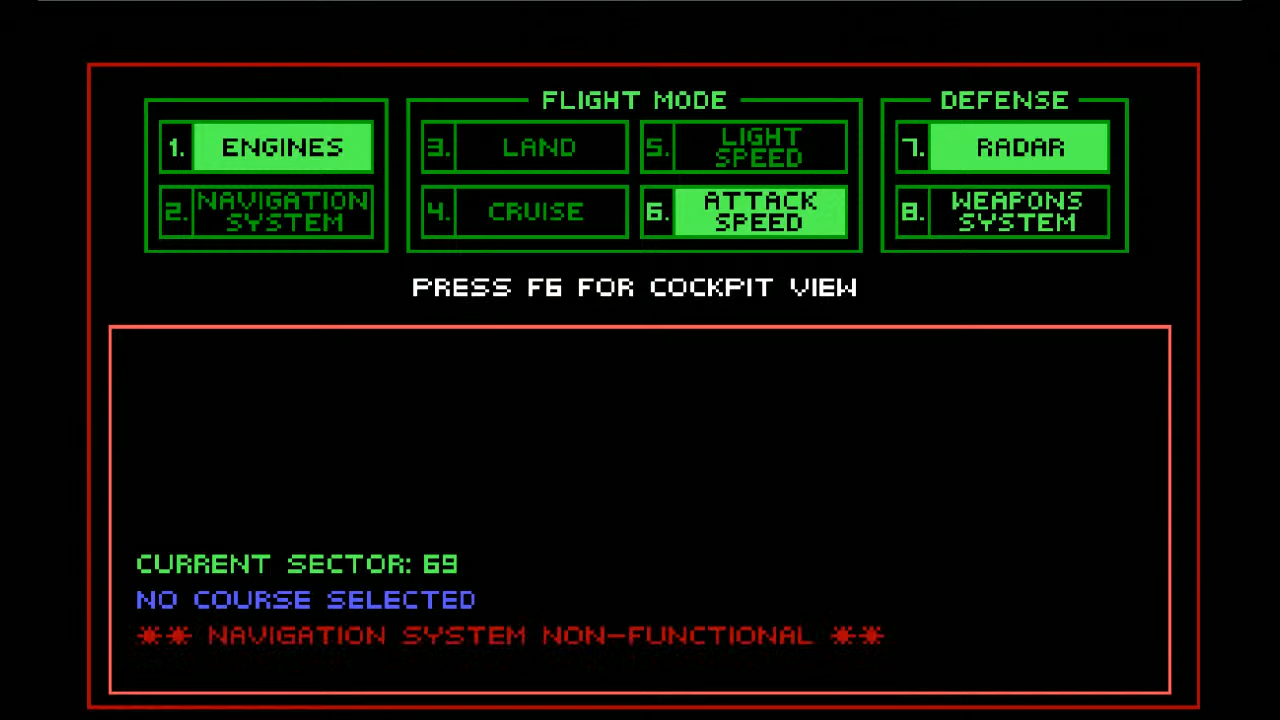 FLIGHT MODE
DEFENSE
1. ENGINES
3. LAND
5. LIGHT
SPEED
7. RADAR
2. NAVIGATION
SYSTEM
4. CRUISE
6. ATTACK
SPEED
8. WEAPONS
SYSTEM
PRESS F6 FOR COCKPIT VIEW
CURRENT SECTOR: 69
NO COURSE SELECTED
** NAVIGATION SYSTEM NON-FUNCTIONAL **